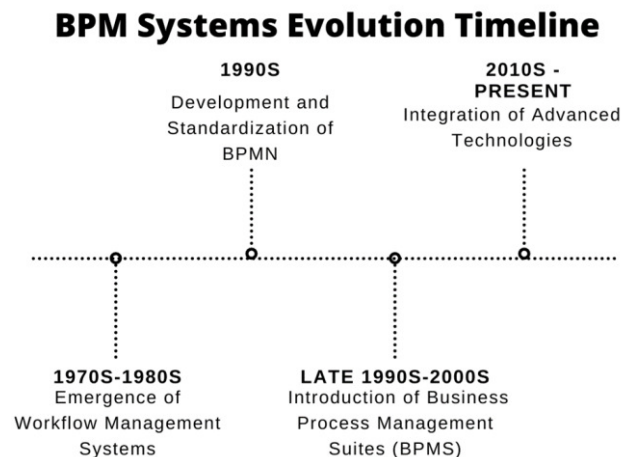 BPM Systems Evolution Timeline
1990S
Development and
Standardization of
BPMN
2010S -
PRESENT
Integration of Advanced
Technologies
1970S-1980S
Emergence of
Workflow Management
Systems
LATE 1990S-2000S
Introduction of Business
Process Management
Suites (BPMS)